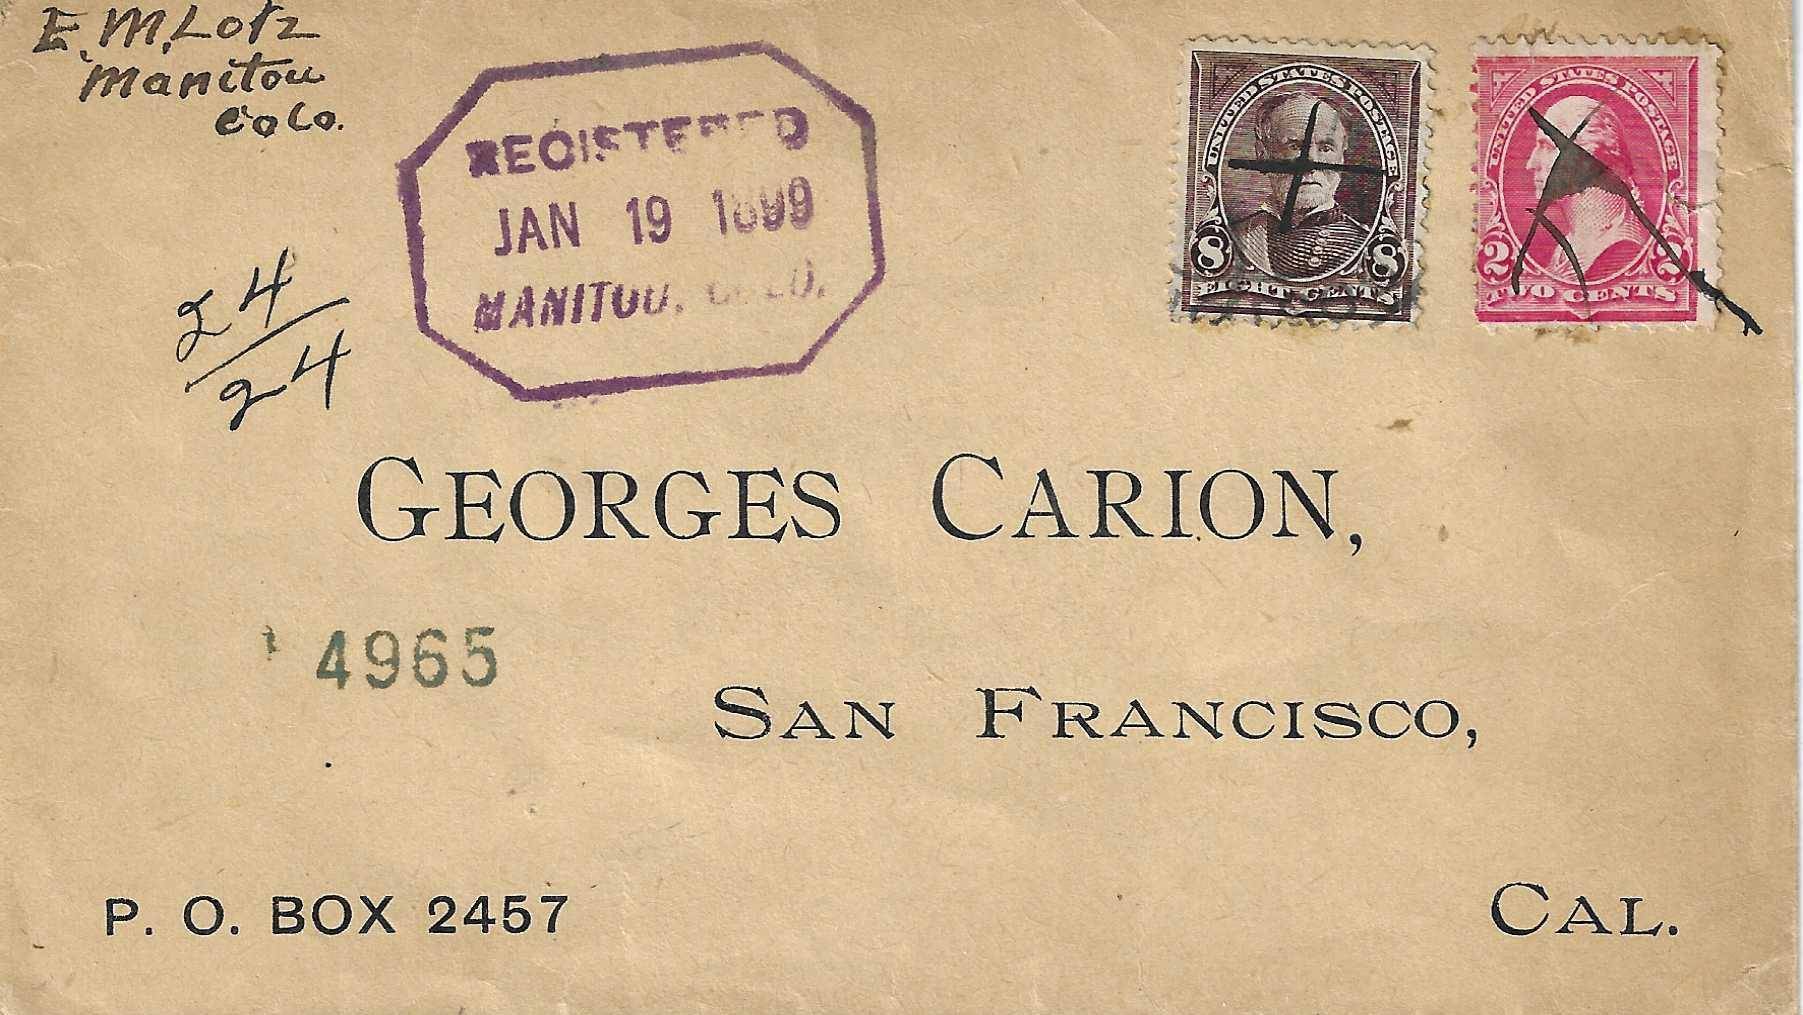 E. M. Lotz
Manitou
Colo.
REGISTERED
JAN 19 1899
MANITOU, COLO.
UNITED STATES POSTAGE
8 8
EIGHT CENTS
UNITED STATES POSTAGE
2 2
TWO CENTS
24
24
GEORGES CARION,
4965
SAN FRANCISCO,
P. O. BOX 2457
CAL.